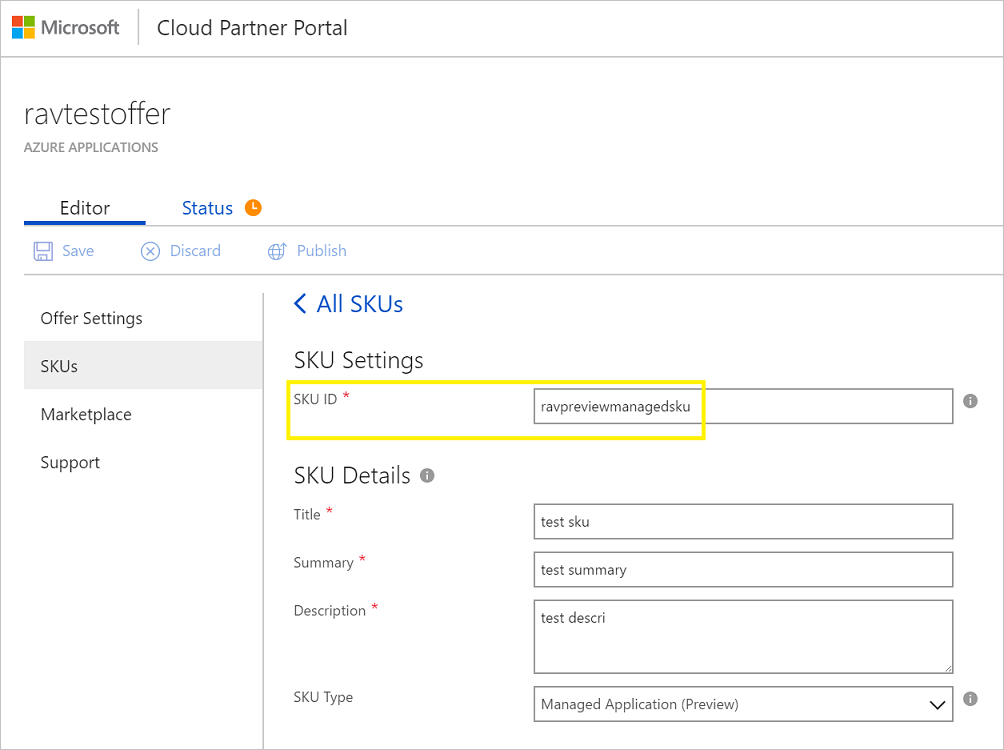 Microsoft Cloud Partner Portal
ravtestoffer
AZURE APPLICATIONS
Editor Status
Save Discard Publish
Offer Settings
SKUs
Marketplace
Support
All SKUs
SKU Settings
SKU ID * ravpreviewmanagedsku
SKU Details
Title * test sku
Summary * test summary
Description * test descri
SKU Type Managed Application (Preview)